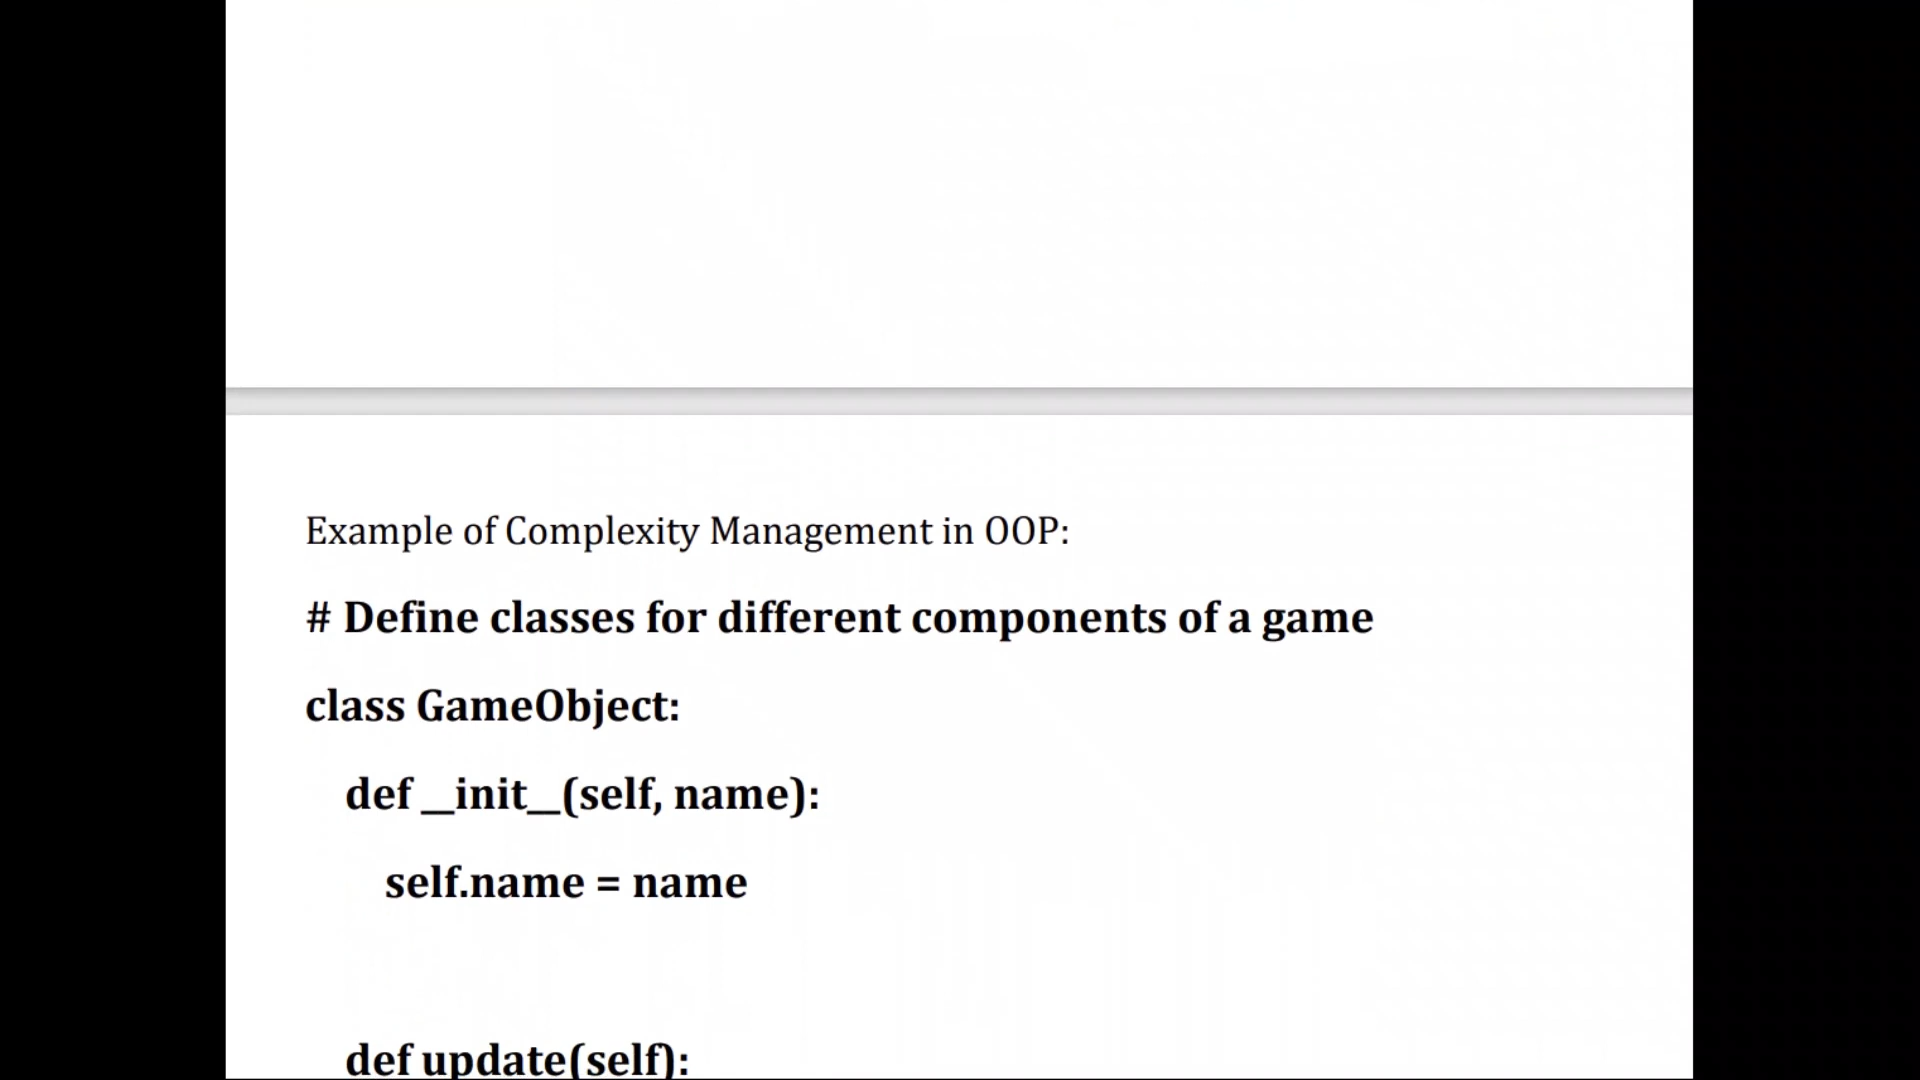 Example of Complexity Management in OOP:
# Define classes for different components of a game
class GameObject:
def __init__(self, name):
self.name = name
def update(self):